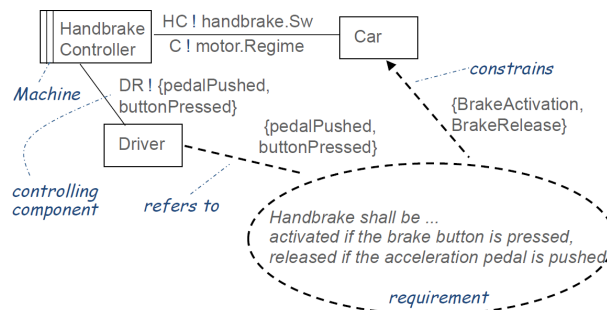 HC ! handbrake.Sw
Handbrake
Controller
C ! motor.Regime
Car
Machine
DR ! {pedalPushed,
buttonPressed}
constrains
{BrakeActivation,
BrakeRelease}
{pedalPushed,
buttonPressed}
Driver
controlling
component
refers to
Handbrake shall be ...
activated if the brake button is pressed,
released if the acceleration pedal is pushed
requirement